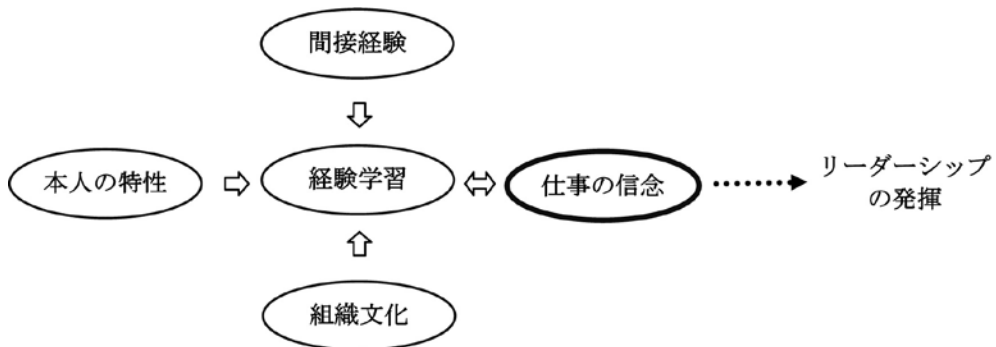 間接経験
本人の特性
経験学習
仕事の信念
リーダーシップ
の発揮
組織文化